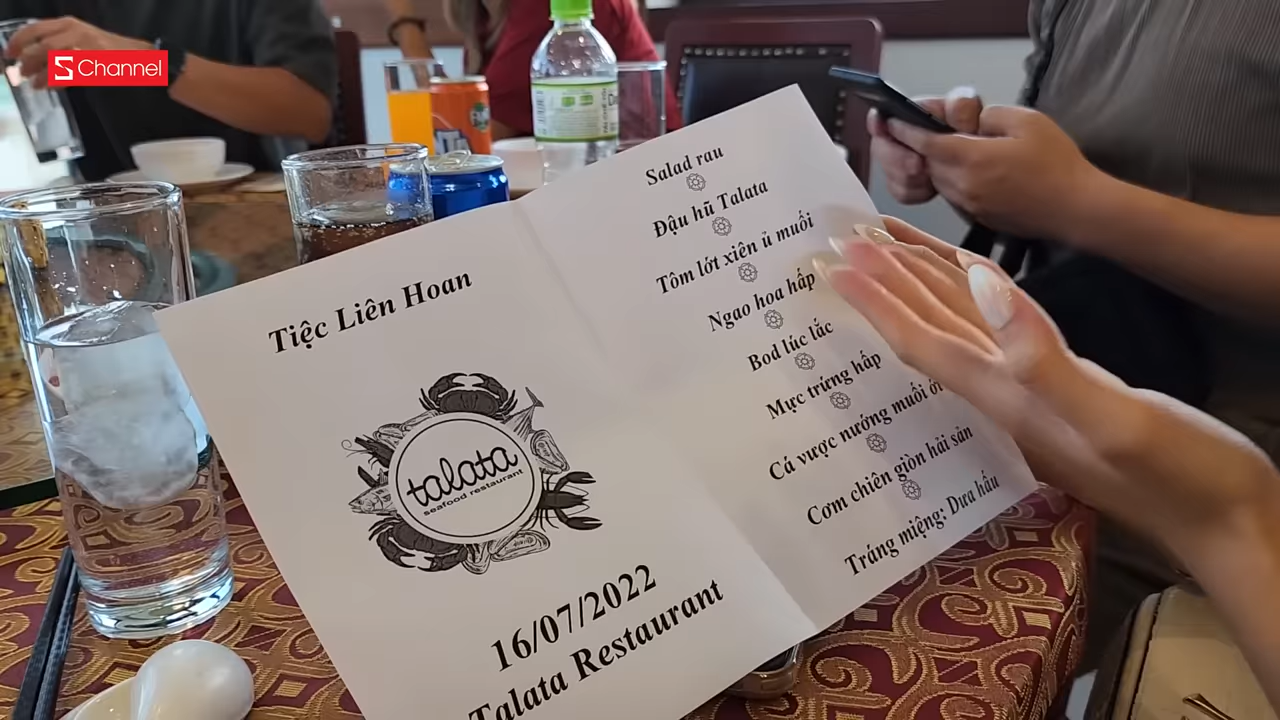 S Channel
Tiệc Liên Hoan
talata
seafood restaurant
16/07/2022
Talata Restaurant
Salad rau
Đậu hũ Talata
Tôm lớt xiên ủ muối
Ngao hoa hấp
Bod lúc lắc
Mực trứng hấp
Cá vược nướng muối
Cơm chiên giòn hải sản
Tráng miệng: Dưa hấu